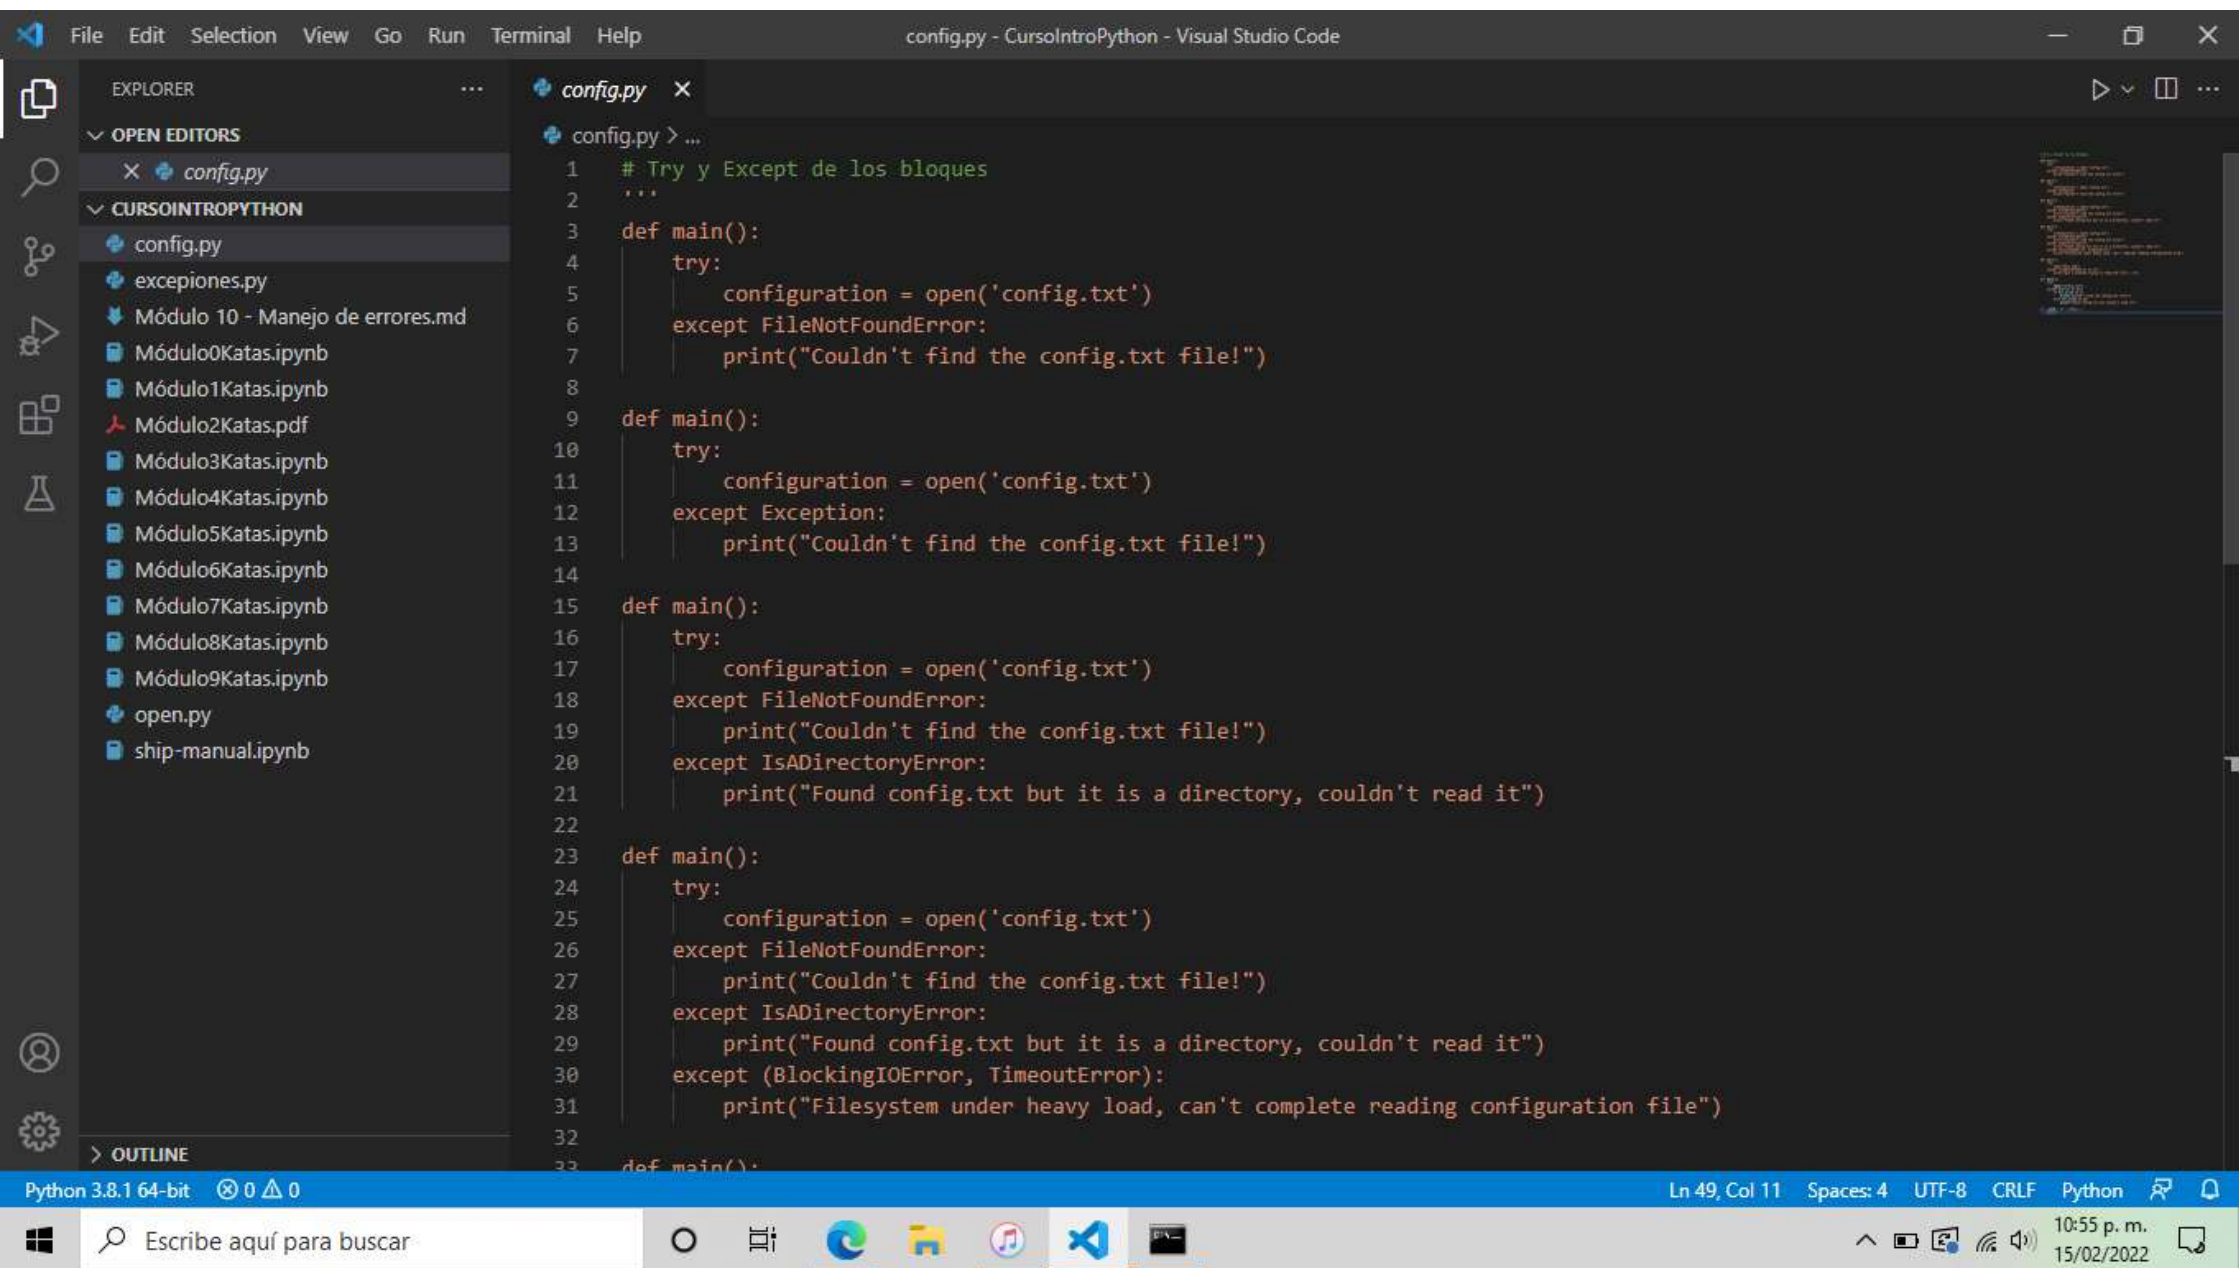 File Edit Selection View Go Run Terminal Help
config.py - CursoIntroPython - Visual Studio Code
EXPLORER
OPEN EDITORS
config.py
CURSOINTROPYTHON
config.py
excepiones.py
Módulo 10 - Manejo de errores.md
Módulo0Katas.ipynb
Módulo1Katas.ipynb
Módulo2Katas.pdf
Módulo3Katas.ipynb
Módulo4Katas.ipynb
Módulo5Katas.ipynb
Módulo6Katas.ipynb
Módulo7Katas.ipynb
Módulo8Katas.ipynb
Módulo9Katas.ipynb
open.py
ship-manual.ipynb
OUTLINE
config.py
config.py > ...
1 # Try y Except de los bloques
2 '''
3 def main():
4 try:
5 configuration = open('config.txt')
6 except FileNotFoundError:
7 print("Couldn't find the config.txt file!")
8
9 def main():
10 try:
11 configuration = open('config.txt')
12 except Exception:
13 print("Couldn't find the config.txt file!")
14
15 def main():
16 try:
17 configuration = open('config.txt')
18 except FileNotFoundError:
19 print("Couldn't find the config.txt file!")
20 except IsADirectoryError:
21 print("Found config.txt but it is a directory, couldn't read it")
22
23 def main():
24 try:
25 configuration = open('config.txt')
26 except FileNotFoundError:
27 print("Couldn't find the config.txt file!")
28 except IsADirectoryError:
29 print("Found config.txt but it is a directory, couldn't read it")
30 except (BlockingIOError, TimeoutError):
31 print("Filesystem under heavy load, can't complete reading configuration file")
32
33 def main():
Python 3.8.1 64-bit 0 0
Ln 49, Col 11 Spaces: 4 UTF-8 CRLF Python
Escribe aquí para buscar
10:55 p. m.
15/02/2022